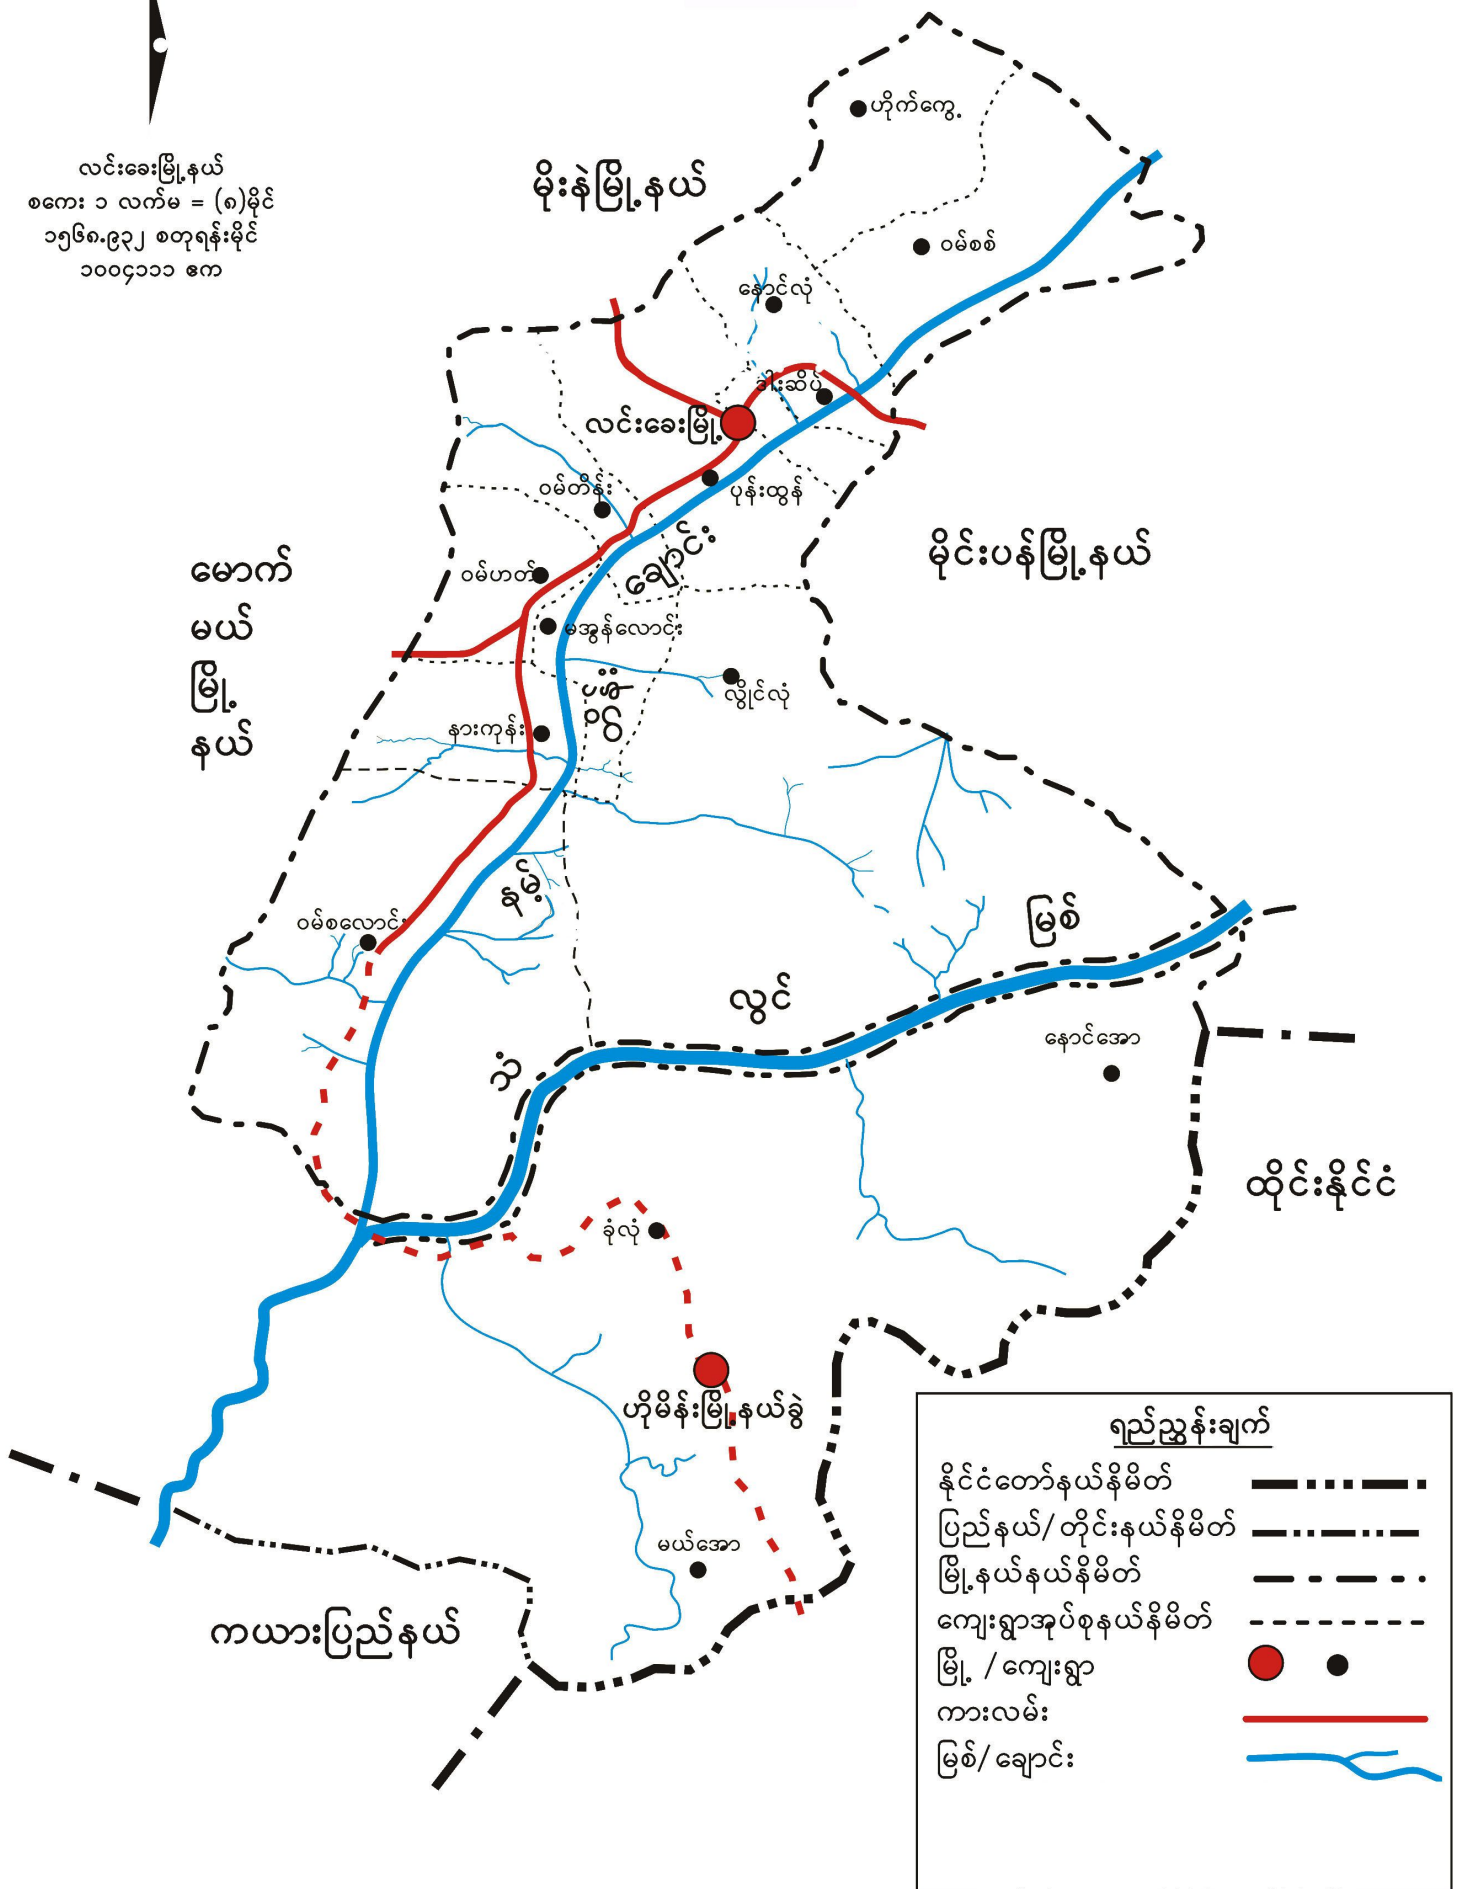 လင်းခေးမြို့နယ်
စကေး ၁ လက်မ = (၈)မိုင်
၁၅၆၈.၉၃၂ စတုရန်းမိုင်
၁၀၀၄၁၁၁ ဧက
ဟိုက်ကွေ့
မိုးနဲမြို့နယ်
ဝမ်စစ်
နောင်လုံ
ဒါးဆိပ်
လင်းခေးမြို့
ဝမ်တိန်း
ပုန်းထွန်
ချောင်း
မိုင်းပန်မြို့နယ်
မောက်
မယ်
မြို့
နယ်
ဝမ်ဟတ်
မအွန်လောင်း
လွိုင်လုံ
နားကုန်း
နမ့်
ဝမ်စလောင်း
မြစ်
လွင်
သံ
နောင်အော
ထိုင်းနိုင်ငံ
ခုံလုံ
ဟိုမိန်းမြို့နယ်ခွဲ
မယ်အော
ကယားပြည်နယ်
ရည်ညွှန်းချက်
နိုင်ငံတော်နယ်နိမိတ်
ပြည်နယ်/တိုင်းနယ်နိမိတ်
မြို့နယ်နယ်နိမိတ်
ကျေးရွာအုပ်စုနယ်နိမိတ်
မြို့ /ကျေးရွာ
ကားလမ်း
မြစ်/ချောင်း